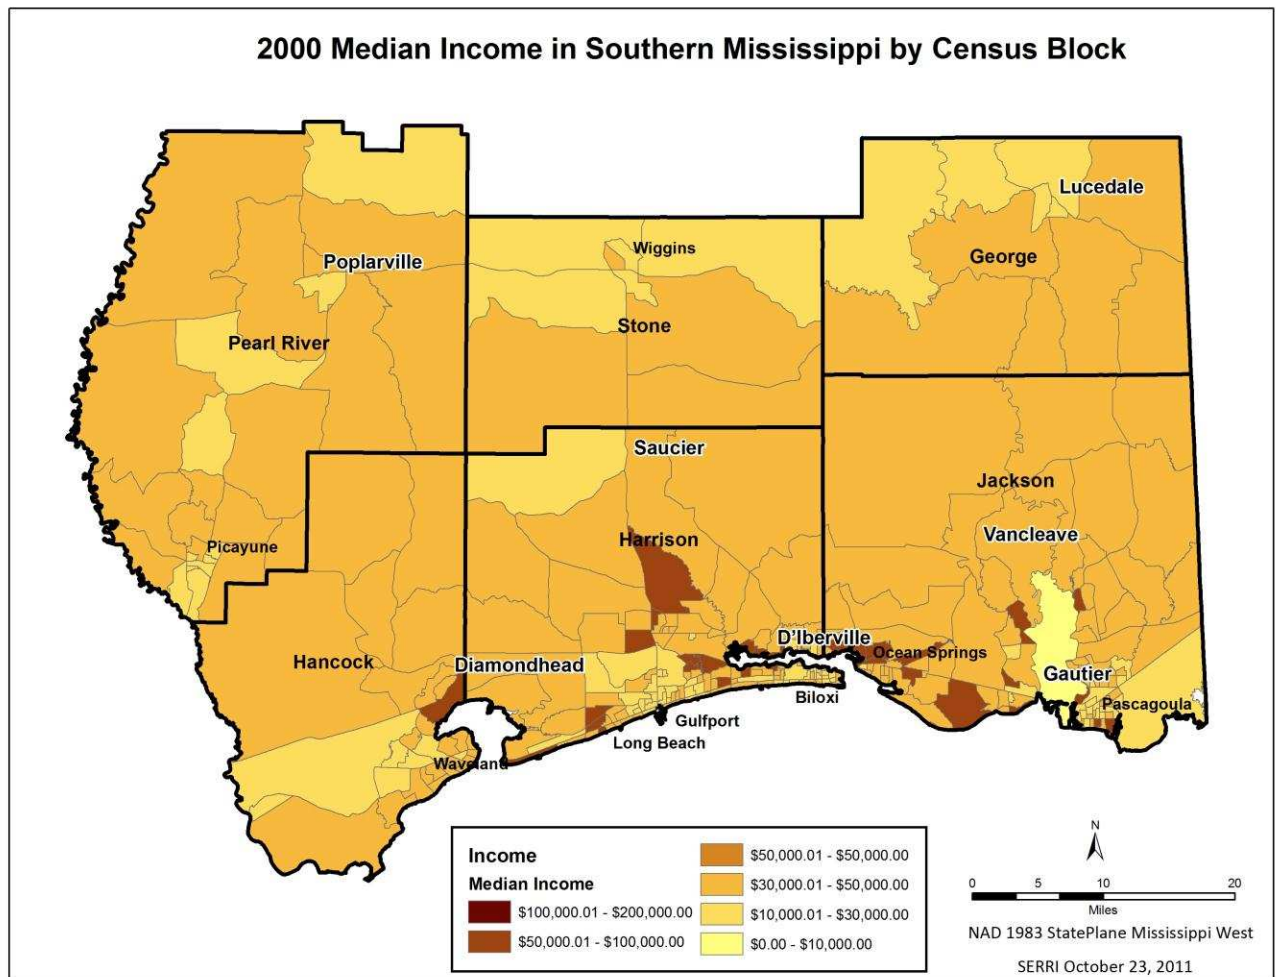 2000 Median Income in Southern Mississippi by Census Block
Lucedale
Wiggins
George
Poplarville
Stone
Pearl River
Saucier
Jackson
Vancleave
Harrison
Picayune
D'Iberville
Ocean Springs
Hancock
Diamondhead
Gautier
Biloxi
Pascagoula
Gulfport
Long Beach
Waveland
Income
Median Income
$100,000.01 - $200,000.00
$50,000.01 - $100,000.00
$50,000.01 - $50,000.00
$30,000.01 - $50,000.00
$10,000.01 - $30,000.00
$0.00 - $10,000.00
N
0 5 10 20
Miles
NAD 1983 StatePlane Mississippi West
SERRI October 23, 2011